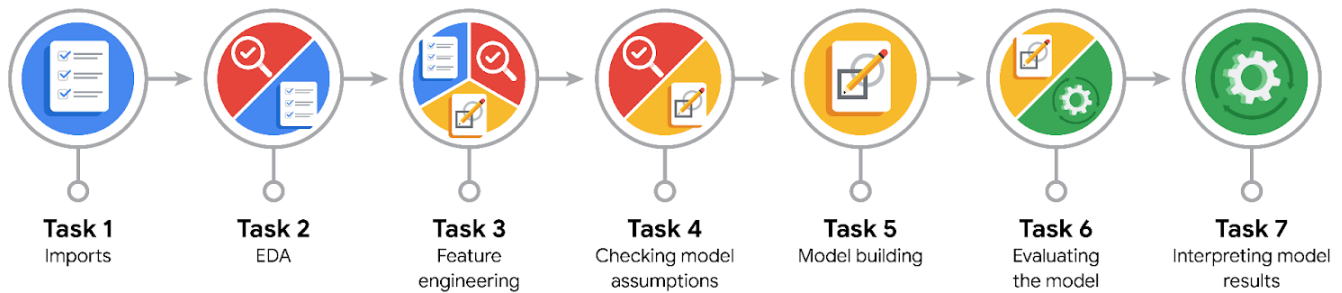 Task 1
Imports
Task 2
EDA
Task 3
Feature
engineering
Task 4
Checking model
assumptions
Task 5
Model building
Task 6
Evaluating
the model
Task 7
Interpreting model
results